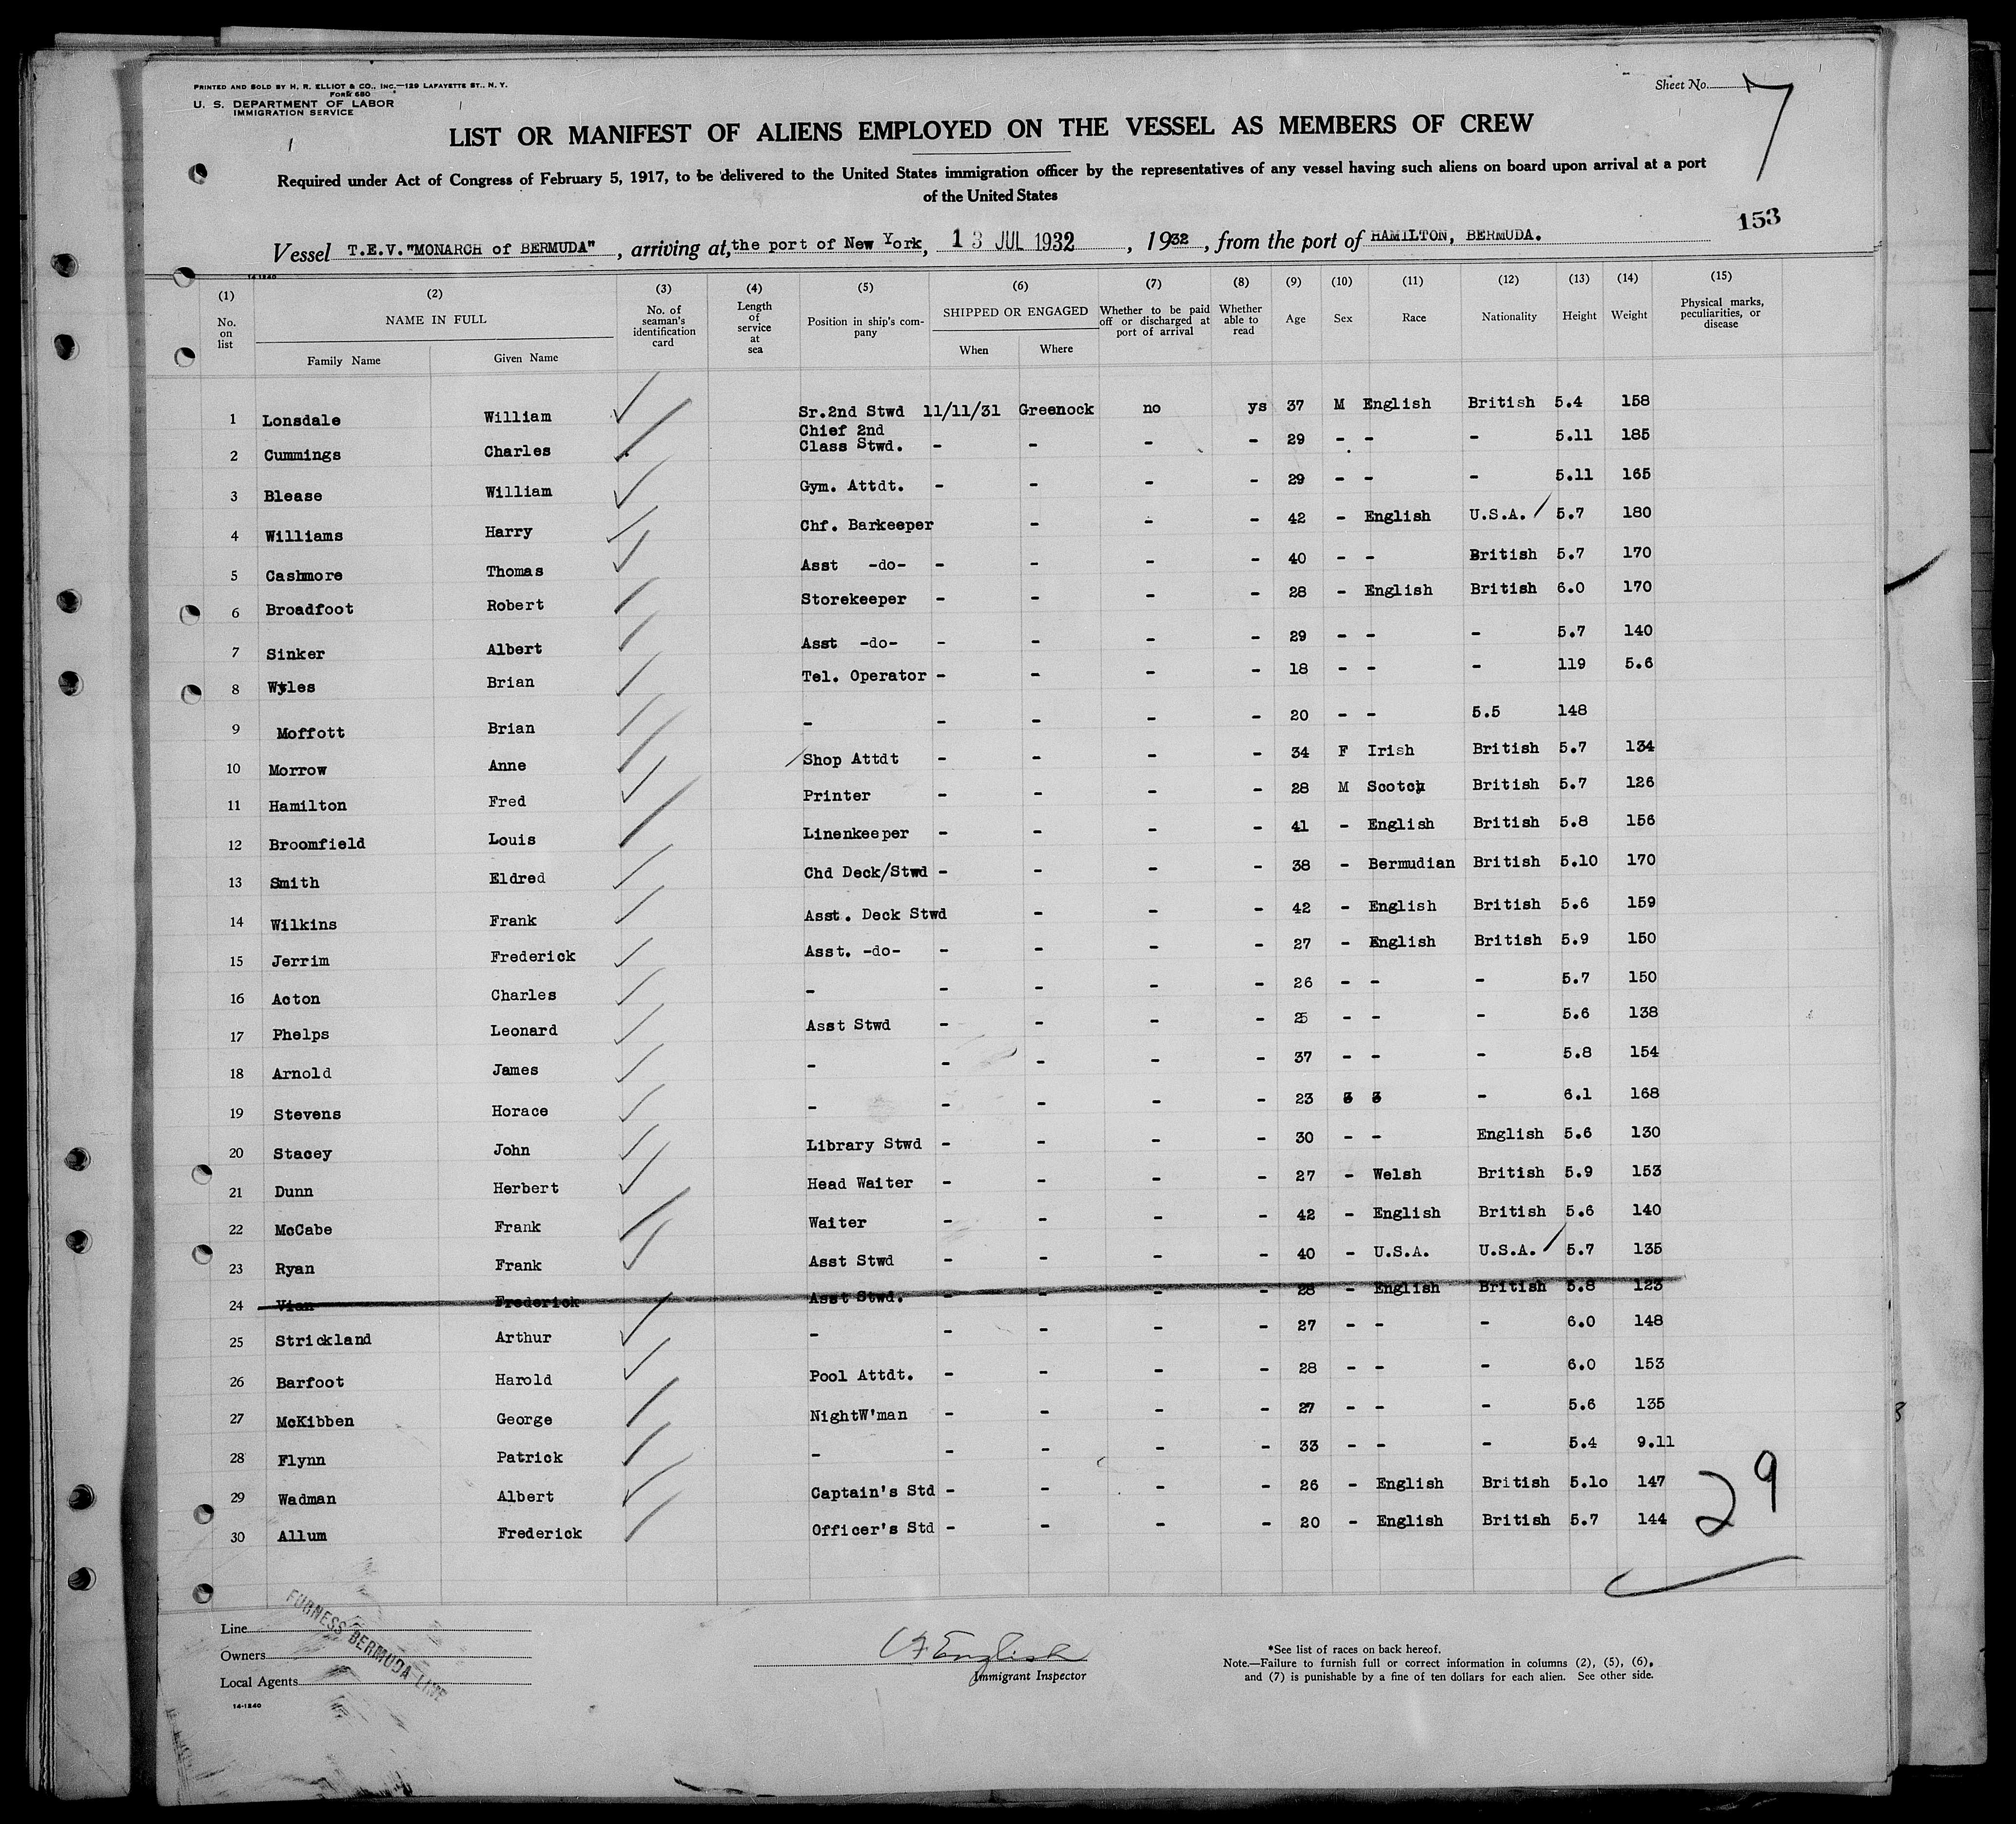 PRINTED AND SOLD BY H. R. ELLIOT & CO., INC.—129 LAFAYETTE ST., N. Y.
FORM 680
U. S. DEPARTMENT OF LABOR
IMMIGRATION SERVICE
Sheet No. 7
LIST OR MANIFEST OF ALIENS EMPLOYED ON THE VESSEL AS MEMBERS OF CREW
Required under Act of Congress of February 5, 1917, to be delivered to the United States immigration officer by the representatives of any vessel having such aliens on board upon arrival at a port
of the United States
153
Vessel T.E.V."MONARCH of BERMUDA", arriving at, the port of New York, 13 JUL 1932, 1932, from the port of HAMILTON, BERMUDA.
14-1240
(1) (2) (3) (4) (5) (6) (7) (8) (9) (10) (11) (12) (13) (14) (15)
No. on list NAME IN FULL No. of seaman's identification card Length of service at sea Position in ship's company SHIPPED OR ENGAGED Whether to be paid off or discharged at port of arrival Whether able to read Age Sex Race Nationality Height Weight Physical marks, peculiarities, or disease
Family Name Given Name When Where
1 Lonsdale William Sr.2nd Stwd 11/11/31 Greenock no ys 37 M English British 5.4 158
2 Cummings Charles Chief 2nd Class Stwd. - - - - 29 - - - 5.11 185
3 Blease William Gym. Attdt. - - - - 29 - - - 5.11 165
4 Williams Harry Chf. Barkeeper - - - 42 - English U.S.A. 5.7 180
5 Cashmore Thomas Asst -do- - - - - 40 - - British 5.7 170
6 Broadfoot Robert Storekeeper - - - - 28 - English British 6.0 170
7 Sinker Albert Asst -do- - - - - 29 - - - 5.7 140
8 Wyles Brian Tel. Operator - - - - 18 - - - 119 5.6
9 Moffott Brian - - - - - 20 - - 5.5 148
10 Morrow Anne Shop Attdt - - - - 34 F Irish British 5.7 134
11 Hamilton Fred Printer - - - - 28 M Scotch British 5.7 126
12 Broomfield Louis Linenkeeper - - - - 41 - English British 5.8 156
13 Smith Eldred Chd Deck/Stwd - - - - 38 - Bermudian British 5.10 170
14 Wilkins Frank Asst. Deck Stwd - - - 42 - English British 5.6 159
15 Jerrim Frederick Asst. -do- - - - - 27 - English British 5.9 150
16 Acton Charles - - - - - 26 - - - 5.7 150
17 Phelps Leonard Asst Stwd - - - - 25 - - - 5.6 138
18 Arnold James - - - - - 37 - - - 5.8 154
19 Stevens Horace - - - - - 23 3 3 - 6.1 168
20 Stacey John Library Stwd - - - - 30 - - English 5.6 130
21 Dunn Herbert Head Waiter - - - - 27 - Welsh British 5.9 153
22 McCabe Frank Waiter - - - - 42 - English British 5.6 140
23 Ryan Frank Asst Stwd - - - - 40 - U.S.A. U.S.A. 5.7 135
24 Vian Frederick Asst Stwd. - - - - 28 - English British 5.8 123
25 Strickland Arthur - - - - - 27 - - - 6.0 148
26 Barfoot Harold Pool Attdt. - - - - 28 - - - 6.0 153
27 McKibben George NightW'man - - - - 27 - - - 5.6 135
28 Flynn Patrick - - - - - 33 - - - 5.4 9.11
29 Wadman Albert Captain's Std - - - - 26 - English British 5.10 147
30 Allum Frederick Officer's Std - - - - 20 - English British 5.7 144
29
Line
Owners
Local Agents
FURNESS BERMUDA LINE
14-1240
English
Immigrant Inspector
*See list of races on back hereof.
Note.—Failure to furnish full or correct information in columns (2), (5), (6),
and (7) is punishable by a fine of ten dollars for each alien. See other side.